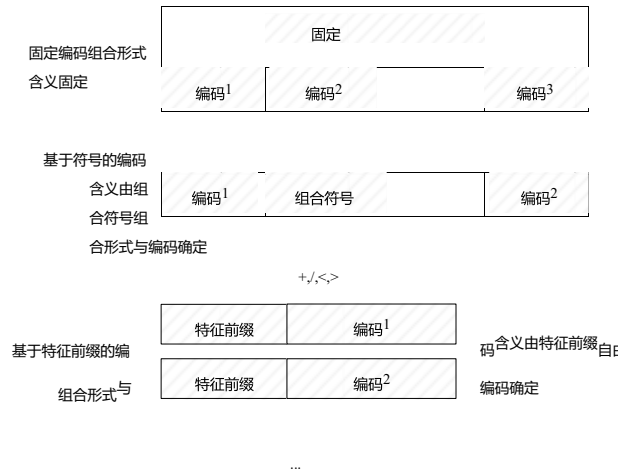 固定
固定编码组合形式
含义固定
编码1 编码2 编码3
基于符号的编码
含义由组
合符号组
合形式与编码确定
编码1 组合符号 编码2
+,/,<,>
特征前缀 编码1
基于特征前缀的编
码含义由特征前缀自由
特征前缀 编码2
组合形式与
编码确定
...